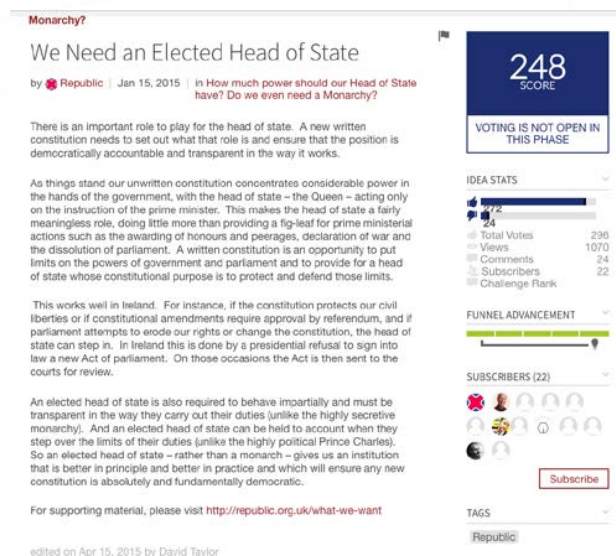 Monarchy?
We Need an Elected Head of State
by Republic | Jan 15, 2015 | in How much power should our Head of State
have? Do we even need a Monarchy?
There is an important role to play for the head of state. A new written
constitution needs to set out what that role is and ensure that the position is
democratically accountable and transparent in the way it works.
As things stand our unwritten constitution concentrates considerable power in
the hands of the government, with the head of state – the Queen – acting only
on the instruction of the prime minister. This makes the head of state a fairly
meaningless role, doing little more than providing a fig-leaf for prime ministerial
actions such as the awarding of honours and peerages, declaration of war and
the dissolution of parliament. A written constitution is an opportunity to put
limits on the powers of government and parliament and to provide for a head
of state whose constitutional purpose is to protect and defend those limits.
This works well in Ireland. For instance, if the constitution protects our civil
liberties or if constitutional amendments require approval by referendum, and if
parliament attempts to erode our rights or change the constitution, the head of
state can step in. In Ireland this is done by a presidential refusal to sign into
law a new Act of parliament. On those occasions the Act is then sent to the
courts for review.
An elected head of state is also required to behave impartially and must be
transparent in the way they carry out their duties (unlike the highly secretive
monarchy). And an elected head of state can be held to account when they
step over the limits of their duties (unlike the highly political Prince Charles).
So an elected head of state – rather than a monarch – gives us an institution
that is better in principle and better in practice and which will ensure any new
constitution is absolutely and fundamentally democratic.
For supporting material, please visit http://republic.org.uk/what-we-want
edited on Apr 15, 2015 by David Taylor
248
SCORE
VOTING IS NOT OPEN IN
THIS PHASE
IDEA STATS
272
24
Total Votes 296
Views 1070
Comments 24
Subscribers 22
Challenge Rank
FUNNEL ADVANCEMENT
SUBSCRIBERS (22)
Subscribe
TAGS
Republic